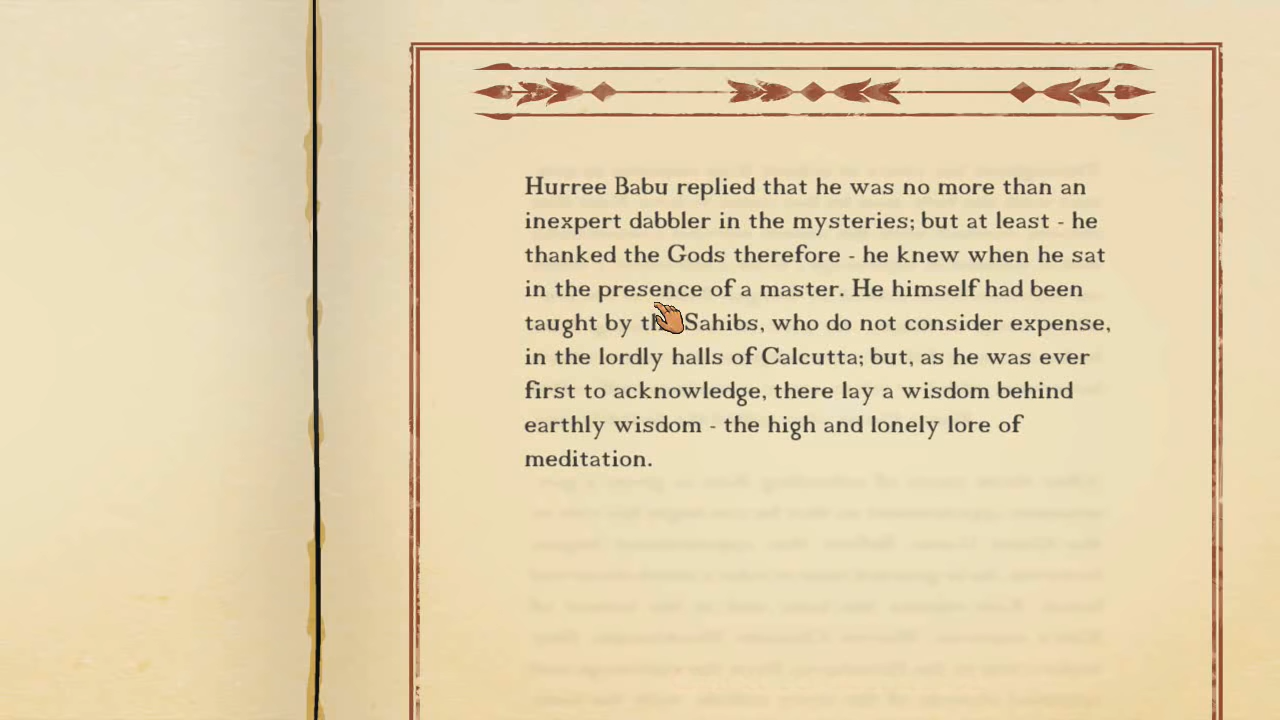 Hurree Babu replied that he was no more than an
inexpert dabbler in the mysteries; but at least - he
thanked the Gods therefore - he knew when he sat
in the presence of a master. He himself had been
taught by Sahibs, who do not consider expense,
in the lordly halls of Calcutta; but, as he was ever
first to acknowledge, there lay a wisdom behind
earthly wisdom - the high and lonely lore of
meditation.